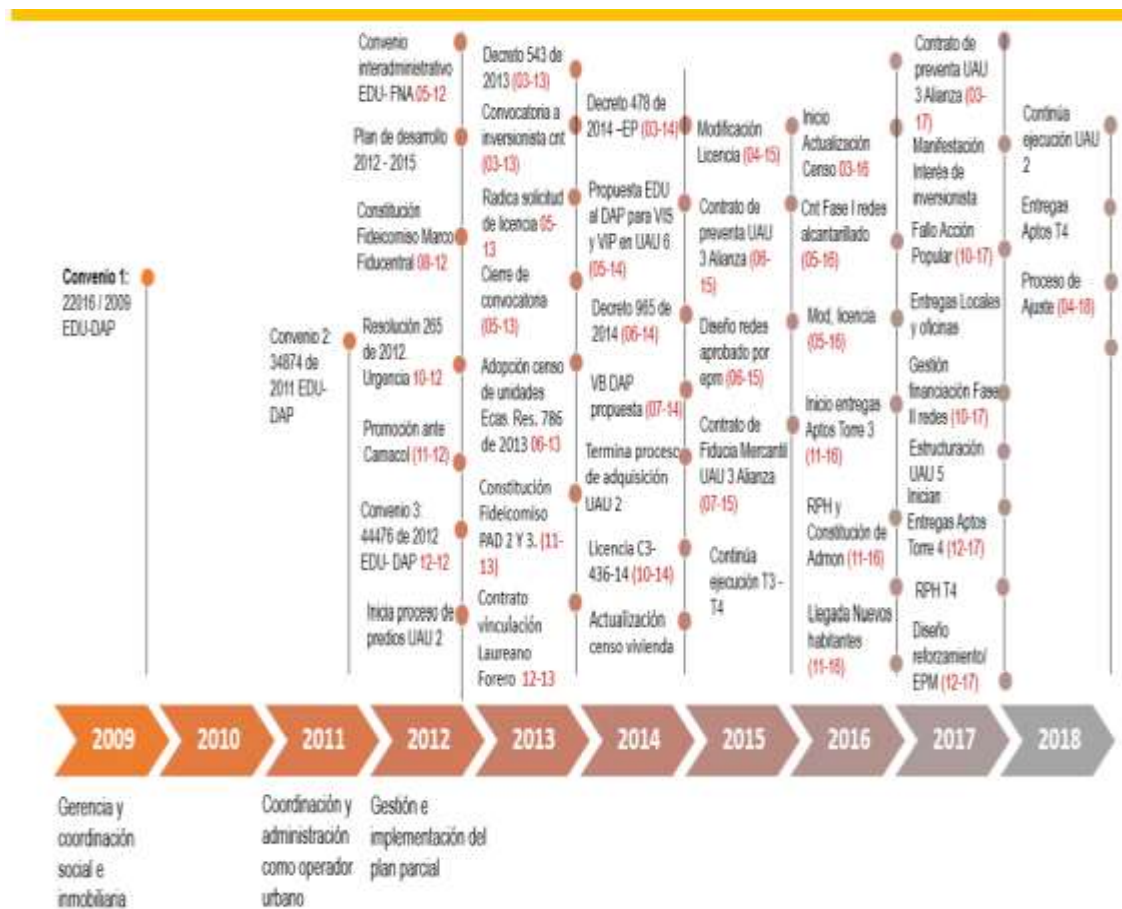 Convenio 1:
22016 / 2009
EDU-DAP
Convenio 2:
34874 de
2011 EDU-
DAP
Convenio
interadministrativo
EDU- FNA 05-12
Plan de desarrollo
2012 - 2015
Constitución
Fideicomiso Marco
Fiducentral 08-12
Resolución 265
de 2012.
Urgencia 10-12
Promoción ante
Camacol (11-12)
Convenio 3:
44476 de 2012
EDU- DAP 12-12
Inicia proceso de
predios UAU 2
Decreto 543 de
2013 (03-13)
Convocatoria a
inversionista cnt
(03-13)
Radica solicitud
de licencia 05-
13
Cierre de
convocatoria
(05-13)
Adopción censo
de unidades
Ecas. Res. 786
de 2013 06-13
Constitución
Fideicomiso
PAD 2 Y 3. (11-
13)
Contrato
vinculación
Laureano
Forero 12-13
Decreto 478 de
2014 –EP (03-14)
Propuesta EDU
al DAP para VIS
y VIP en UAU 6
(05-14)
Decreto 965 de
2014 (06-14)
VB DAP
propuesta (07-14)
Termina proceso
de adquisición
UAU 2
Licencia C3-
436-14 (10-14)
Actualización
censo vivienda
Modificación
Licencia (04-15)
Contrato de
preventa UAU
3 Alianza (06-
15)
Diseño redes
aprobado por
epm (06-15)
Contrato de
Fiducia Mercantil
UAU 3 Alianza
(07-15)
Continúa
ejecución T3 -
T4
Inicio
Actualización
Censo 03-16
Cnt Fase I redes
alcantarillado
(05-16)
Mod, licencia
(05-16)
Inicio entregas
Aptos Torre 3
(11-16)
RPH y
Constitución de
Admon (11-16)
Llegada Nuevos
habitantes
(11-18)
Contrato de
preventa UAU
3 Alianza (03-
17)
Manifestación
Interés de
inversionista
Fallo Acción
Popular (10-17)
Entregas Locales
y oficinas
Gestión
financiación Fase
II redes (10-17)
Estructuración
UAU 5
Inician
Entregas Aptos
Torre 4 (12-17)
RPH T4
Diseño
reforzamiento/
EPM (12-17)
Continúa
ejecución UAU
2
Entregas
Aptos T4
Proceso de
Ajuste (04-18)
2009 2010 2011 2012 2013 2014 2015 2016 2017 2018
Gerencia y
coordinación
social e
inmobiliaria
Coordinación y
administración
como operador
urbano
Gestión e
implementación del
plan parcial